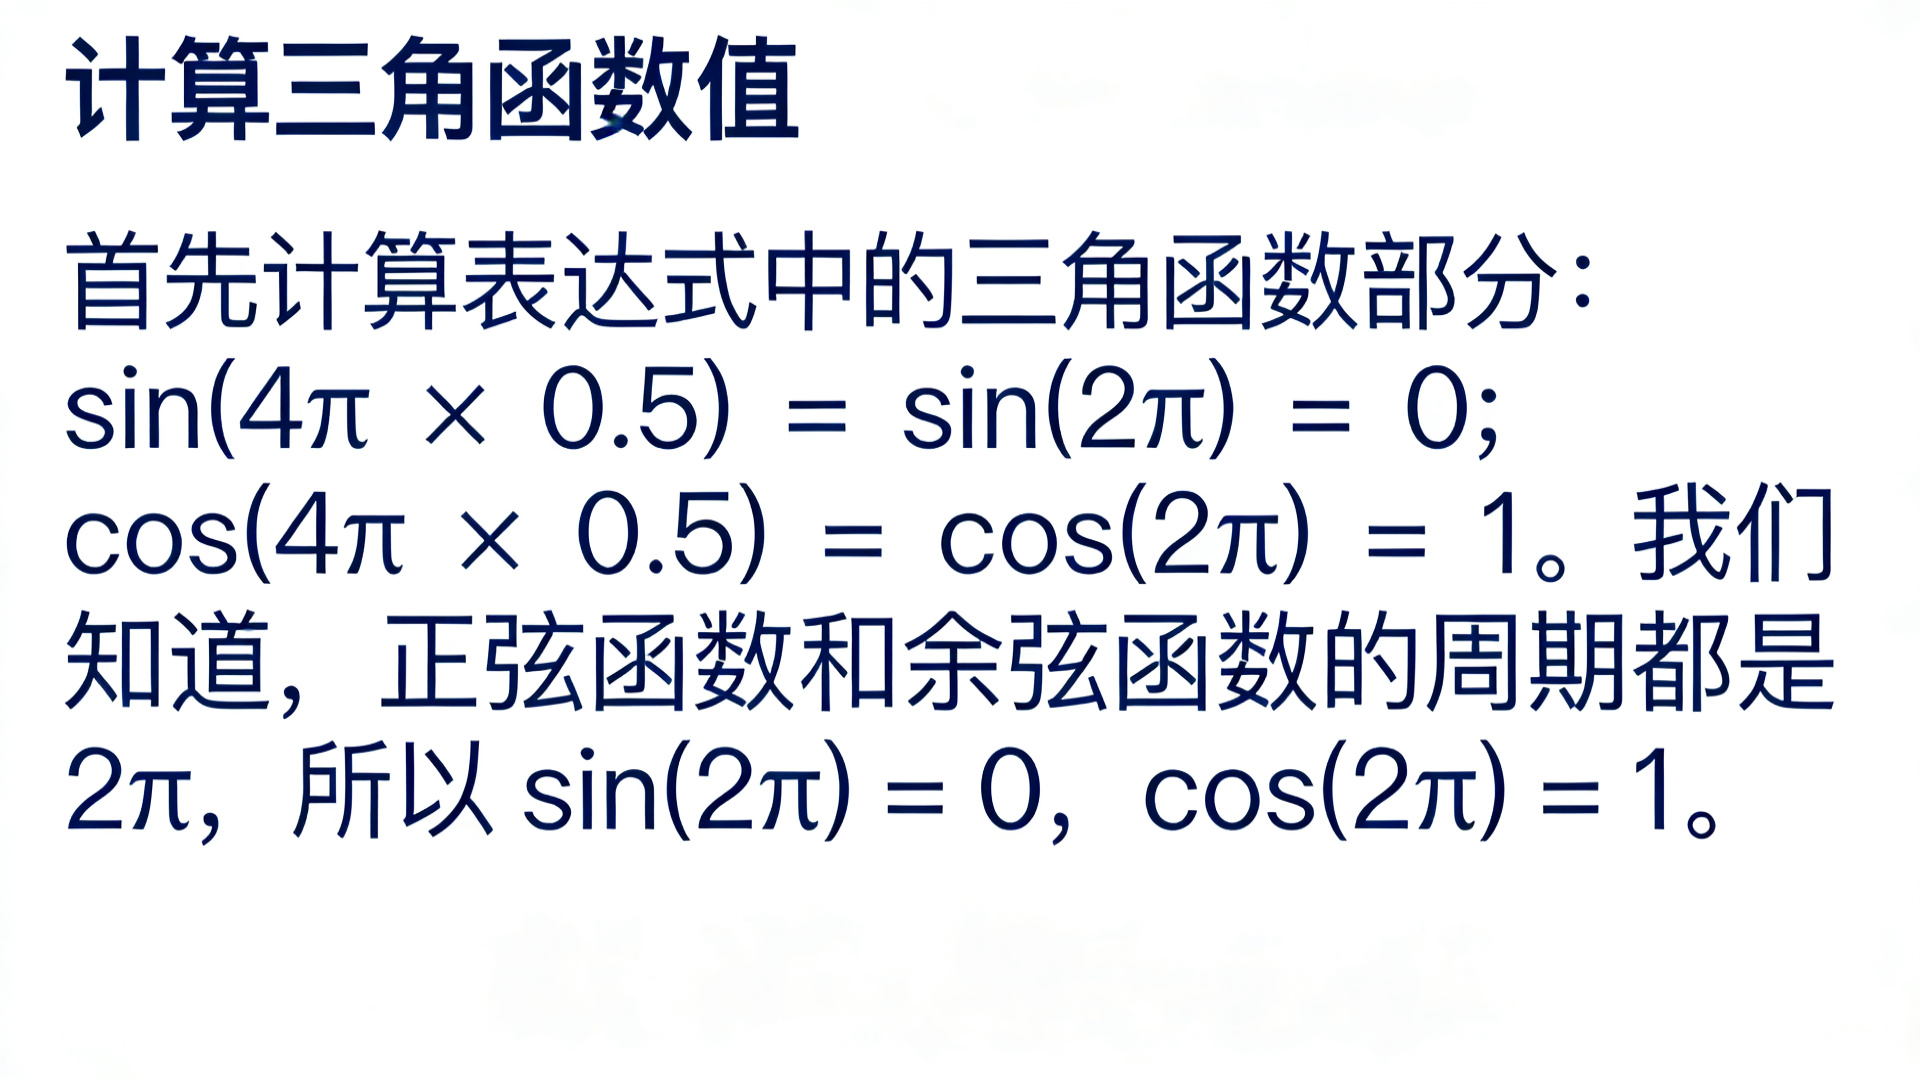 计算三角函数值
首先计算表达式中的三角函数部分：
sin(4π × 0.5) = sin(2π) = 0;
cos(4π × 0.5) = cos(2π) = 1。我们
知道，正弦函数和余弦函数的周期都是
2π，所以 sin(2π) = 0，cos(2π) = 1。